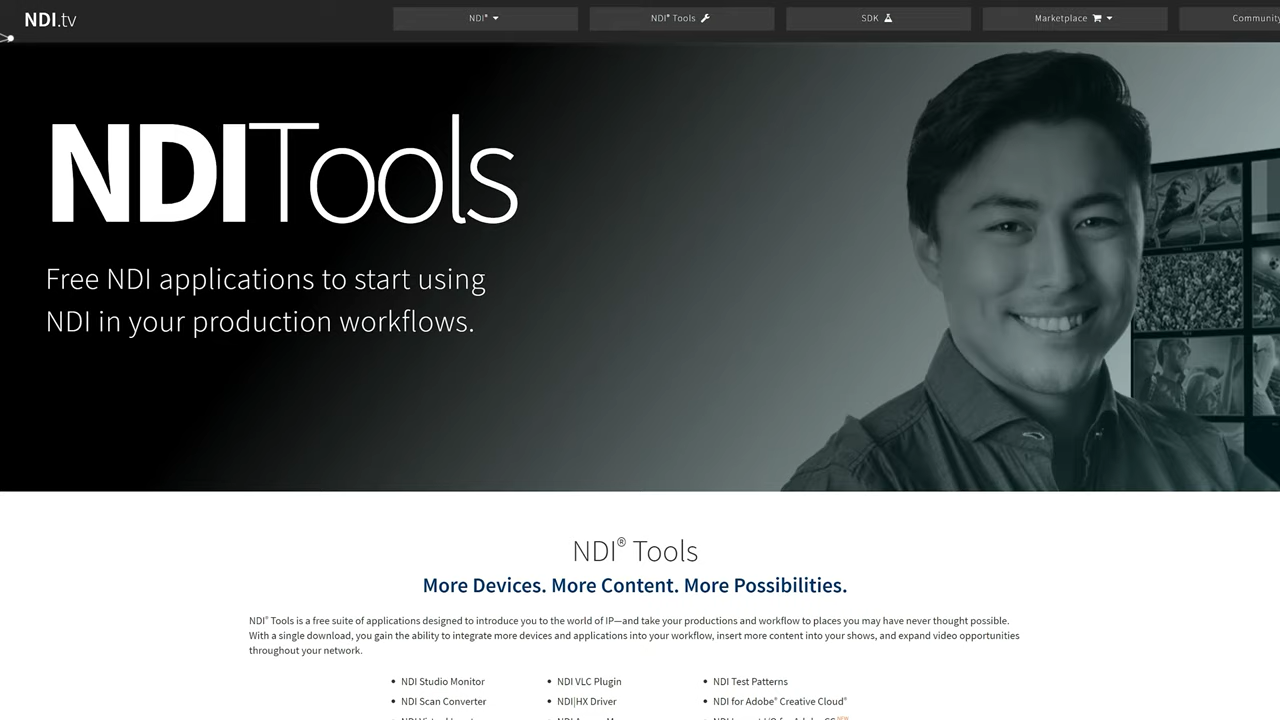 NDI.tv
NDI®
NDI® Tools
SDK
Marketplace
NDITools
Free NDI applications to start using
NDI in your production workflows.
NDI® Tools
More Devices. More Content. More Possibilities.
NDI® Tools is a free suite of applications designed to introduce you to the world of IP—and take your productions and workflow to places you may have never thought possible.
With a single download, you gain the ability to integrate more devices and applications into your workflow, insert more content into your shows, and expand video opportunities
throughout your network.
• NDI Studio Monitor
• NDI VLC Plugin
• NDI Test Patterns
• NDI Scan Converter
• NDI|HX Driver
• NDI for Adobe® Creative Cloud®